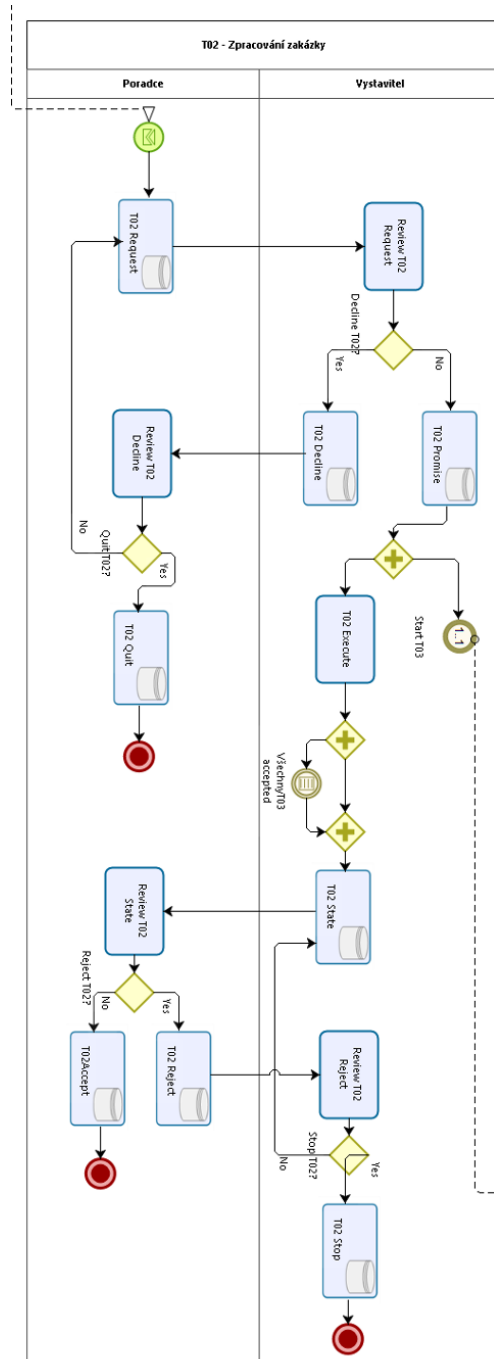 T02 - Zpracování zakázky
Poradce
Vystavitel
T02 Request
Review T02
Request
Decline T02?
Yes
No
Review T02
Decline
T02 Decline
T02 Promise
Quit T02?
No
Yes
Start T03
1..1
T02 Execute
T02 Quit
VšechnyT03
accepted
Review T02
State
T02 State
Reject T02?
No
Yes
T02Accept
T02 Reject
Review T02
Reject
Stop T02?
Yes
No
T02 Stop